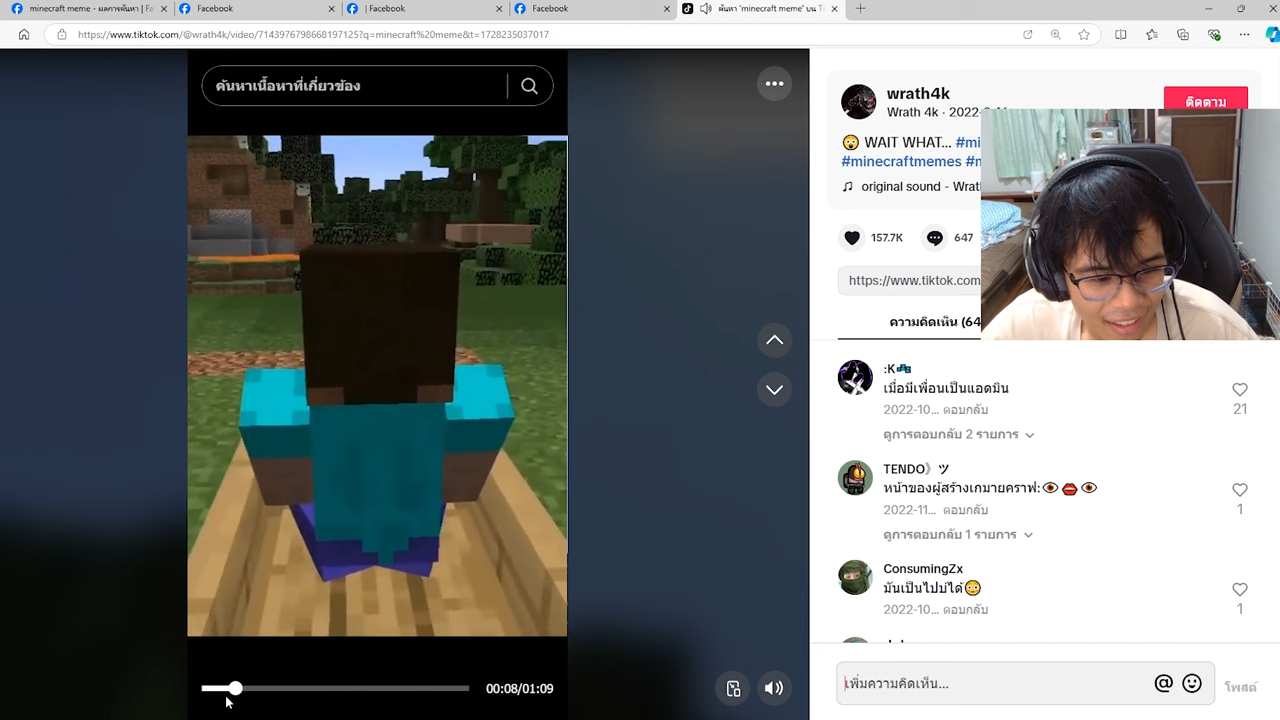 minecraft meme - ผลการค้นหา | Fa
Facebook
| Facebook
Facebook
ค้นหา 'minecraft meme' บน Ti
https://www.tiktok.com/@wrath4k/video/7143976798668197125?q=minecraft%20meme&t=1728235037017
ค้นหาเนื้อหาที่เกี่ยวข้อง
00:08/01:09
wrath4k
Wrath 4k · 2022-
ติดตาม
😮 WAIT WHAT... #mi
#minecraftmemes #m
♫ original sound - Wrat
157.7K
647
https://www.tiktok.com
ความคิดเห็น (64
:K
เมื่อมีเพื่อนเป็นแอดมิน
2022-10... ตอบกลับ
21
ดูการตอบกลับ 2 รายการ
TENDO》ツ
หน้าของผู้สร้างเกมายคราฟ:👁️👄👁️
2022-11... ตอบกลับ
1
ดูการตอบกลับ 1 รายการ
ConsumingZx
มันเป็นไปบ่ได้😳
2022-10... ตอบกลับ
1
เพิ่มความคิดเห็น...
@
โพสต์